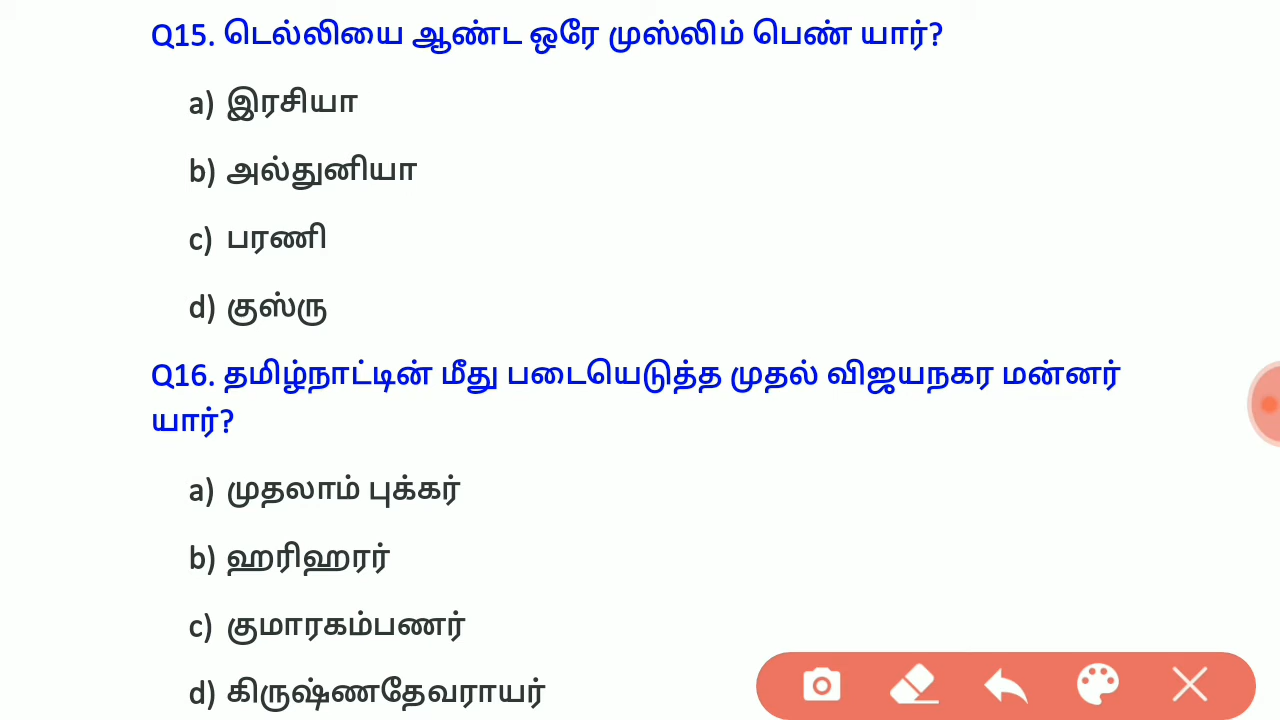 Q15. டெல்லியை ஆண்ட ஒரே முஸ்லிம் பெண் யார்?
a) இரசியா
b) அல்துனியா
c) பரணி
d) குஸ்ரு
Q16. தமிழ்நாட்டின் மீது படையெடுத்த முதல் விஜயநகர மன்னர்
யார்?
a) முதலாம் புக்கர்
b) ஹரிஹரர்
c) குமாரகம்பணர்
d) கிருஷ்ணதேவராயர்